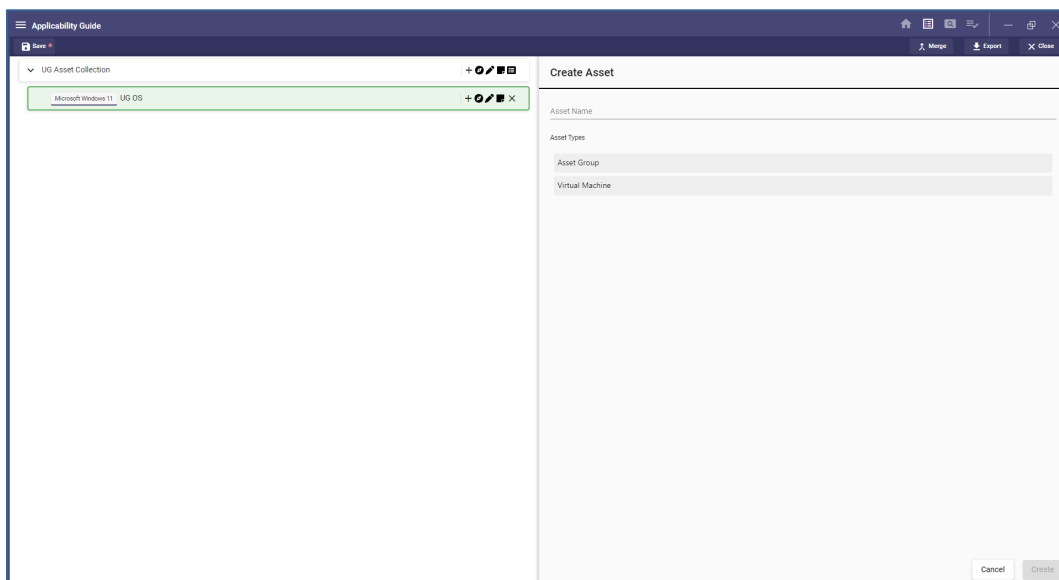 Applicability Guide
Save *
Merge
Export
Close
UG Asset Collection
Microsoft Windows 11 UG OS
Create Asset
Asset Name
Asset Types
Asset Group
Virtual Machine
Cancel
Create